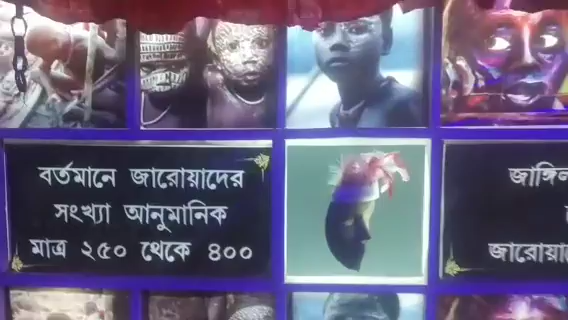 বর্তমানে জারোয়াদের
সংখ্যা আনুমানিক
মাত্র ২৫০ থেকে ৪০০